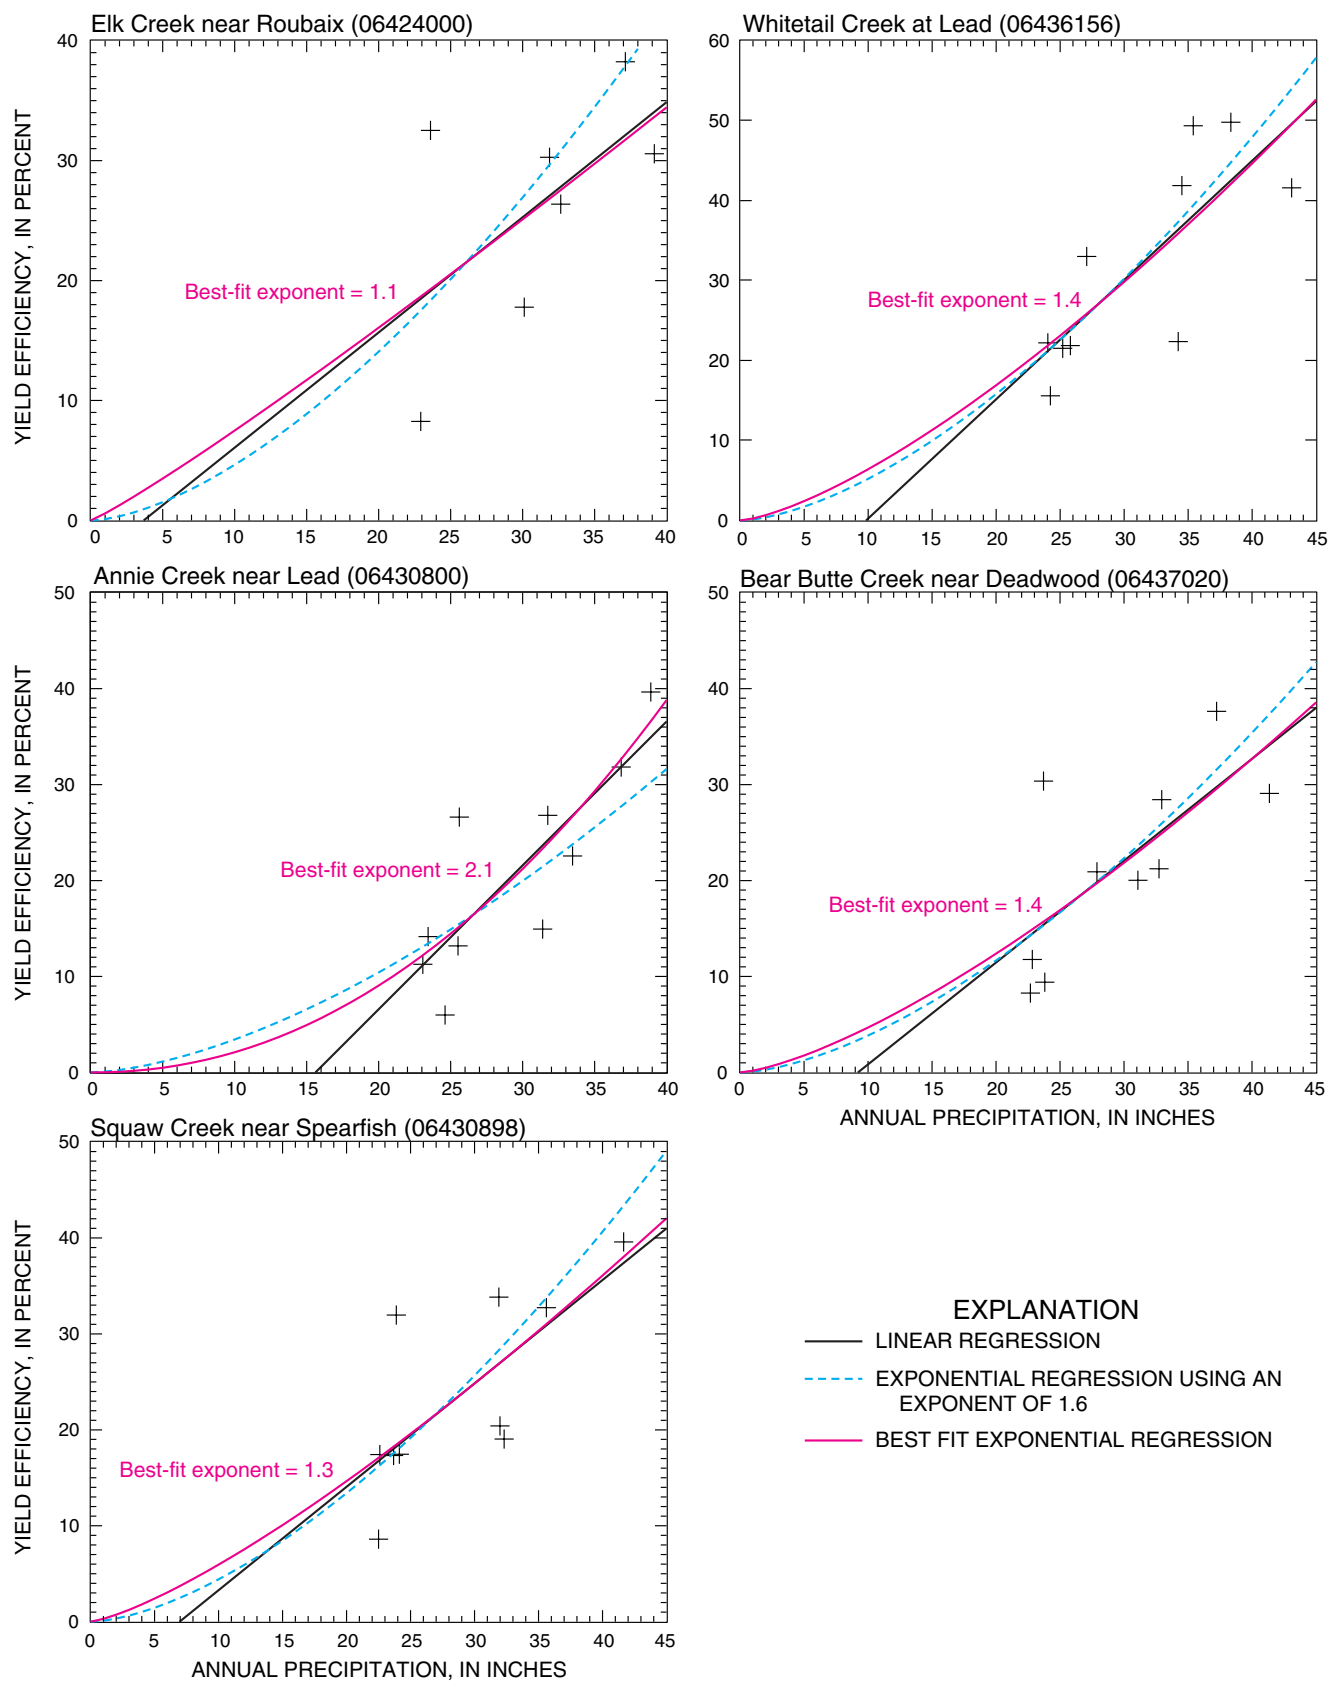 Elk Creek near Roubaix (06424000)
YIELD EFFICIENCY, IN PERCENT
40
30
20
10
0
Best-fit exponent = 1.1
0 5 10 15 20 25 30 35 40
Whitetail Creek at Lead (06436156)
60
50
40
30
20
10
0
Best-fit exponent = 1.4
0 5 10 15 20 25 30 35 40 45
Annie Creek near Lead (06430800)
YIELD EFFICIENCY, IN PERCENT
50
40
30
20
10
0
Best-fit exponent = 2.1
0 5 10 15 20 25 30 35 40
Bear Butte Creek near Deadwood (06437020)
50
40
30
20
10
0
Best-fit exponent = 1.4
0 5 10 15 20 25 30 35 40 45
ANNUAL PRECIPITATION, IN INCHES
Squaw Creek near Spearfish (06430898)
YIELD EFFICIENCY, IN PERCENT
50
40
30
20
10
0
Best-fit exponent = 1.3
0 5 10 15 20 25 30 35 40 45
ANNUAL PRECIPITATION, IN INCHES
EXPLANATION
LINEAR REGRESSION
EXPONENTIAL REGRESSION USING AN
EXPONENT OF 1.6
BEST FIT EXPONENTIAL REGRESSION